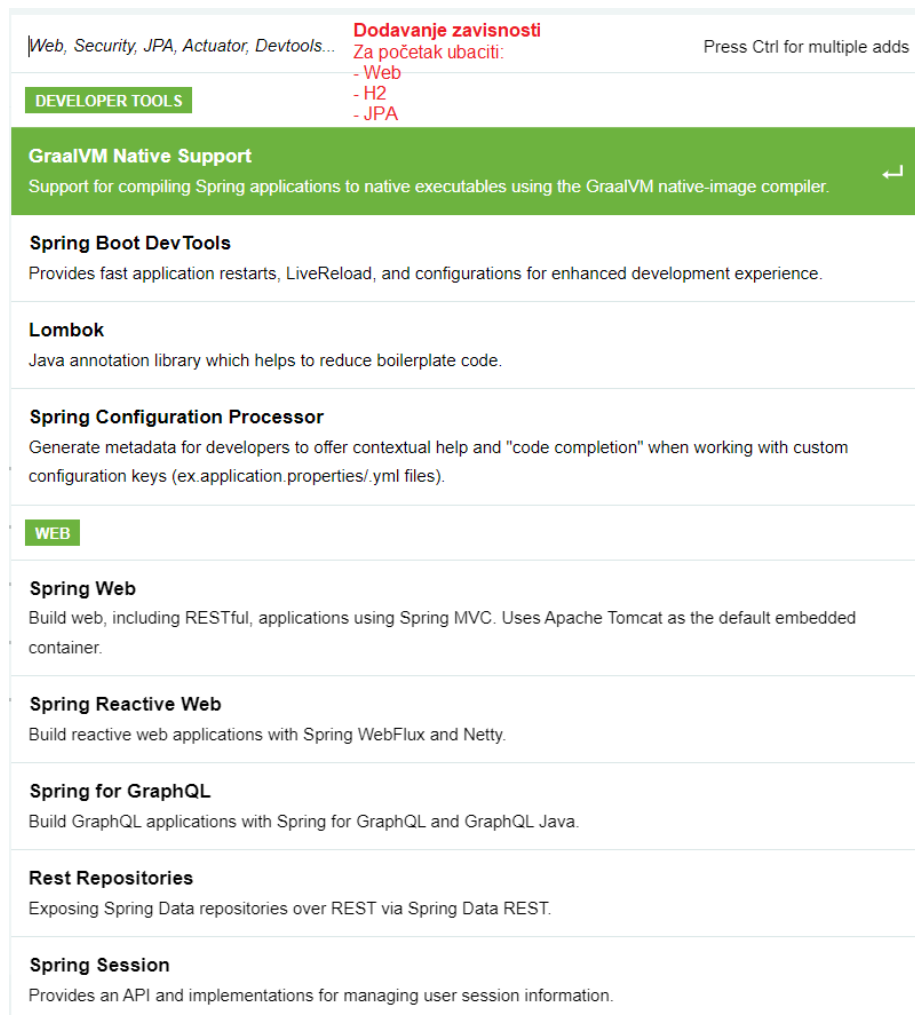 Web, Security, JPA, Actuator, Devtools...
Dodavanje zavisnosti
Za početak ubaciti:
- Web
- H2
- JPA
Press Ctrl for multiple adds
DEVELOPER TOOLS
GraalVM Native Support
Support for compiling Spring applications to native executables using the GraalVM native-image compiler.
Spring Boot DevTools
Provides fast application restarts, LiveReload, and configurations for enhanced development experience.
Lombok
Java annotation library which helps to reduce boilerplate code.
Spring Configuration Processor
Generate metadata for developers to offer contextual help and "code completion" when working with custom
configuration keys (ex.application.properties/.yml files).
WEB
Spring Web
Build web, including RESTful, applications using Spring MVC. Uses Apache Tomcat as the default embedded
container.
Spring Reactive Web
Build reactive web applications with Spring WebFlux and Netty.
Spring for GraphQL
Build GraphQL applications with Spring for GraphQL and GraphQL Java.
Rest Repositories
Exposing Spring Data repositories over REST via Spring Data REST.
Spring Session
Provides an API and implementations for managing user session information.